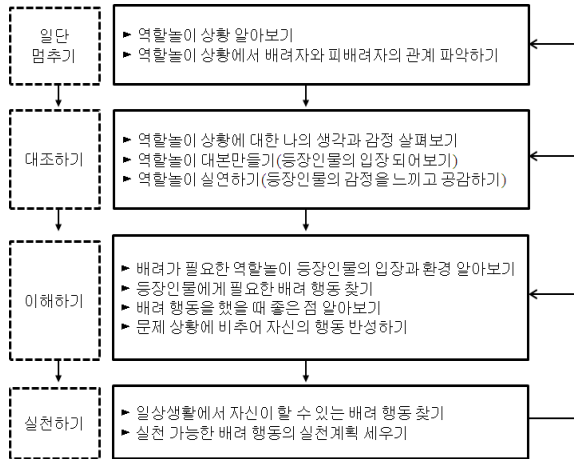 일단
멈추기
► 역할놀이 상황 알아보기
► 역할놀이 상황에서 배려자와 피배려자의 관계 파악하기
대조하기
► 역할놀이 상황에 대한 나의 생각과 감정 살펴보기
► 역할놀이 대본만들기(등장인물의 입장 되어보기)
► 역할놀이 실연하기(등장인물의 감정을 느끼고 공감하기)
이해하기
► 배려가 필요한 역할놀이 등장인물의 입장과 환경 알아보기
► 등장인물에게 필요한 배려 행동 찾기
► 배려 행동을 했을 때 좋은 점 알아보기
► 문제 상황에 비추어 자신의 행동 반성하기
실천하기
► 일상생활에서 자신이 할 수 있는 배려 행동 찾기
► 실천 가능한 배려 행동의 실천계획 세우기